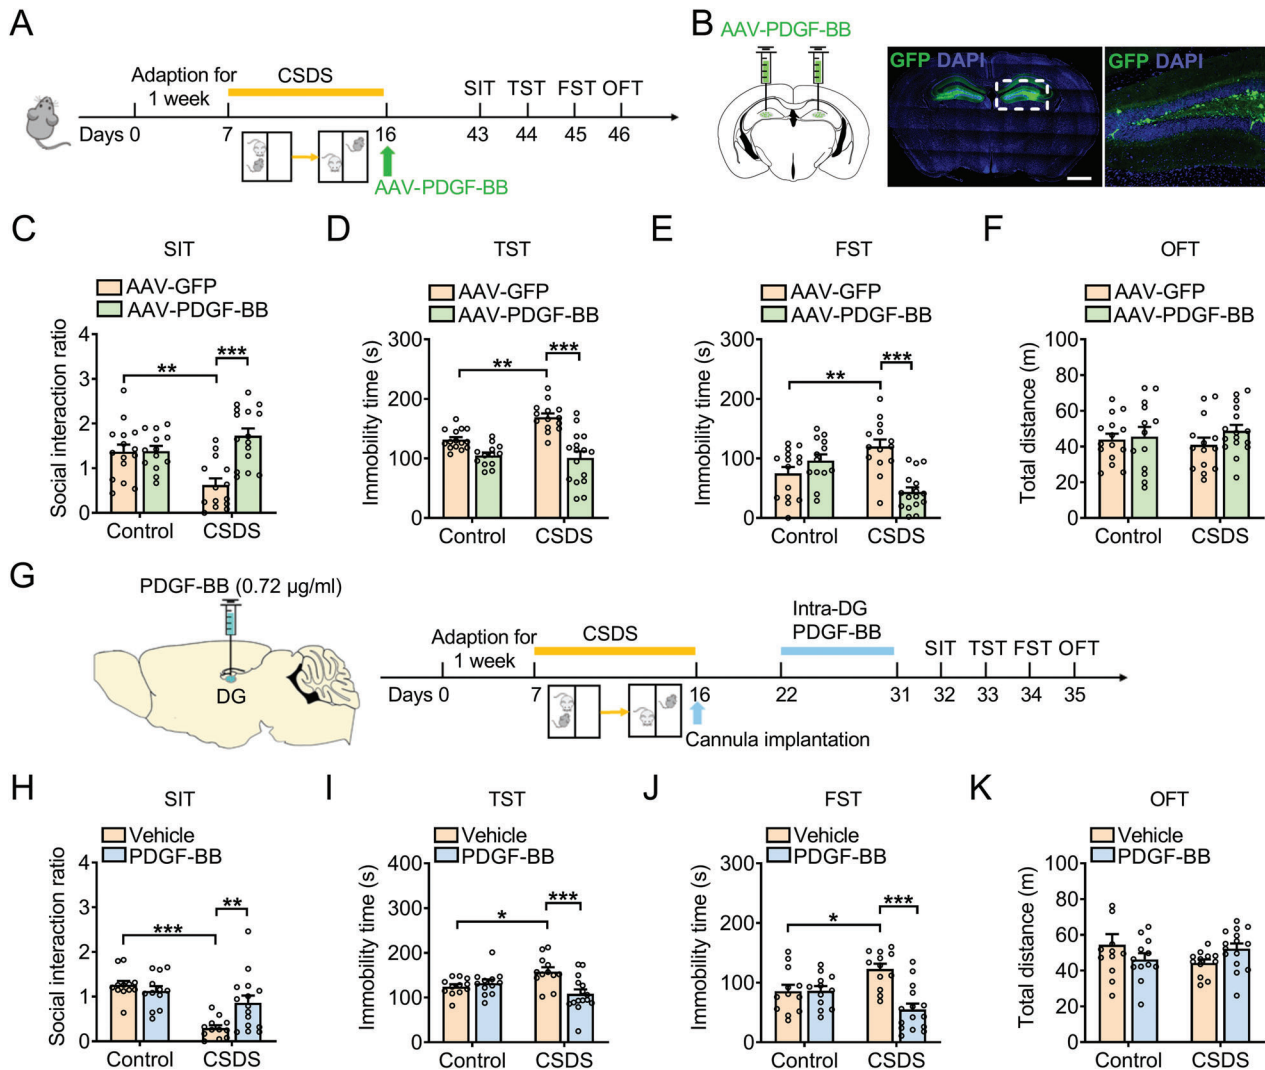 A
Adaption for
1 week
CSDS
SIT TST FST OFT
Days 0 7 16 43 44 45 46
AAV-PDGF-BB
B
AAV-PDGF-BB
GFP DAPI
GFP DAPI
C
SIT
AAV-GFP
AAV-PDGF-BB
Social interaction ratio
4
3
2
1
0
**
***
Control CSDS
D
TST
AAV-GFP
AAV-PDGF-BB
Immobility time (s)
300
200
100
0
**
***
Control CSDS
E
FST
AAV-GFP
AAV-PDGF-BB
Immobility time (s)
300
200
100
0
**
***
Control CSDS
F
OFT
AAV-GFP
AAV-PDGF-BB
Total distance (m)
100
80
60
40
20
0
Control CSDS
G
PDGF-BB (0.72 μg/ml)
DG
Adaption for
1 week
CSDS
Intra-DG
PDGF-BB
SIT TST FST OFT
Days 0 7 16 22 31 32 33 34 35
Cannula implantation
H
SIT
Vehicle
PDGF-BB
Social interaction ratio
4
3
2
1
0
***
**
Control CSDS
I
TST
Vehicle
PDGF-BB
Immobility time (s)
400
300
200
100
0
*
***
Control CSDS
J
FST
Vehicle
PDGF-BB
Immobility time (s)
300
200
100
0
*
***
Control CSDS
K
OFT
Vehicle
PDGF-BB
Total distance (m)
100
80
60
40
20
0
Control CSDS